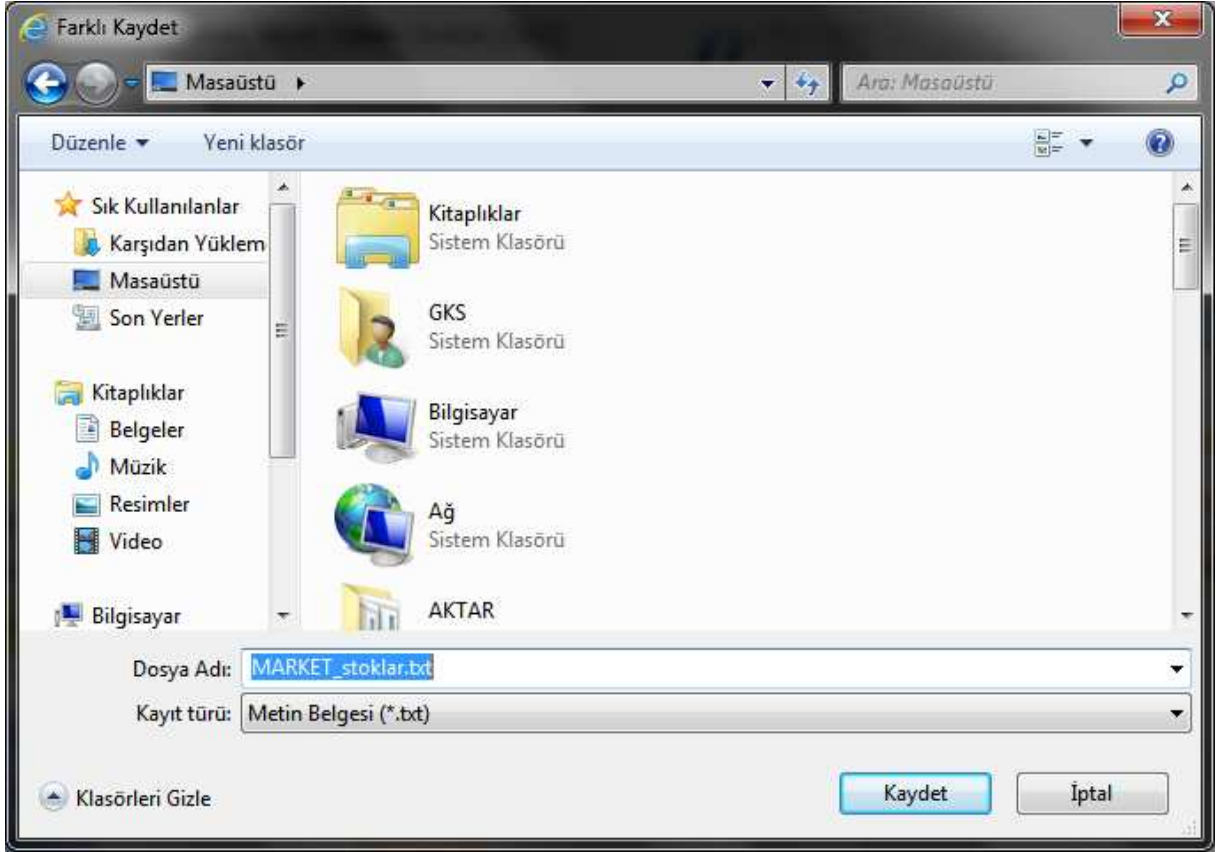 Farklı Kaydet
Masaüstü
Ara: Masaüstü
Düzenle
Yeni klasör
Sık Kullanılanlar
Karşıdan Yüklem
Masaüstü
Son Yerler
Kitaplıklar
Belgeler
Müzik
Resimler
Video
Bilgisayar
Kitaplıklar
Sistem Klasörü
GKS
Sistem Klasörü
Bilgisayar
Sistem Klasörü
Ağ
Sistem Klasörü
AKTAR
Dosya Adı: MARKET_stoklar.txt
Kayıt türü: Metin Belgesi (*.txt)
Klasörleri Gizle
Kaydet
İptal